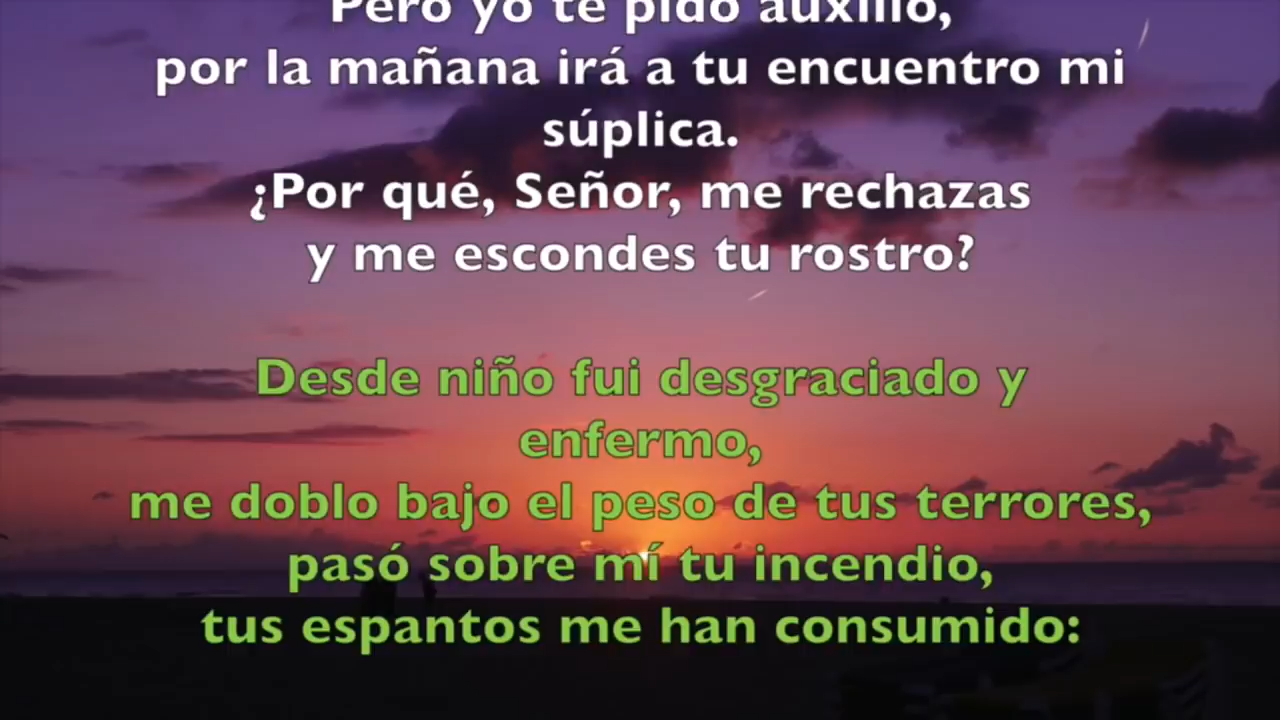 Pero yo te pido auxilio,
por la mañana irá a tu encuentro mi
súplica.
¿Por qué, Señor, me rechazas
y me escondes tu rostro?
Desde niño fui desgraciado y
enfermo,
me doblo bajo el peso de tus terrores,
pasó sobre mí tu incendio,
tus espantos me han consumido: